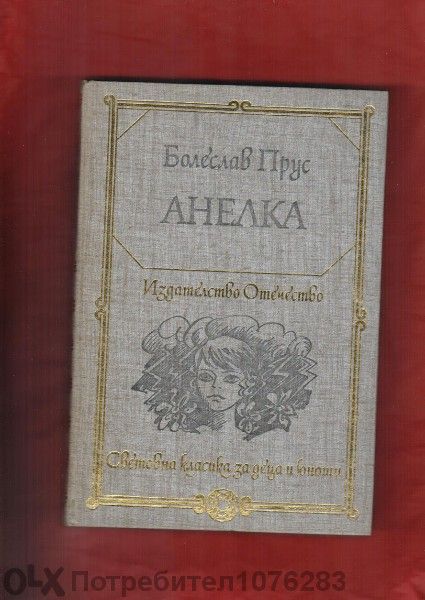 Болеслав Прус
АНЕЛКА
Издателство Отечество
Световна класика за деца и юноши
OLX Потребител1076283